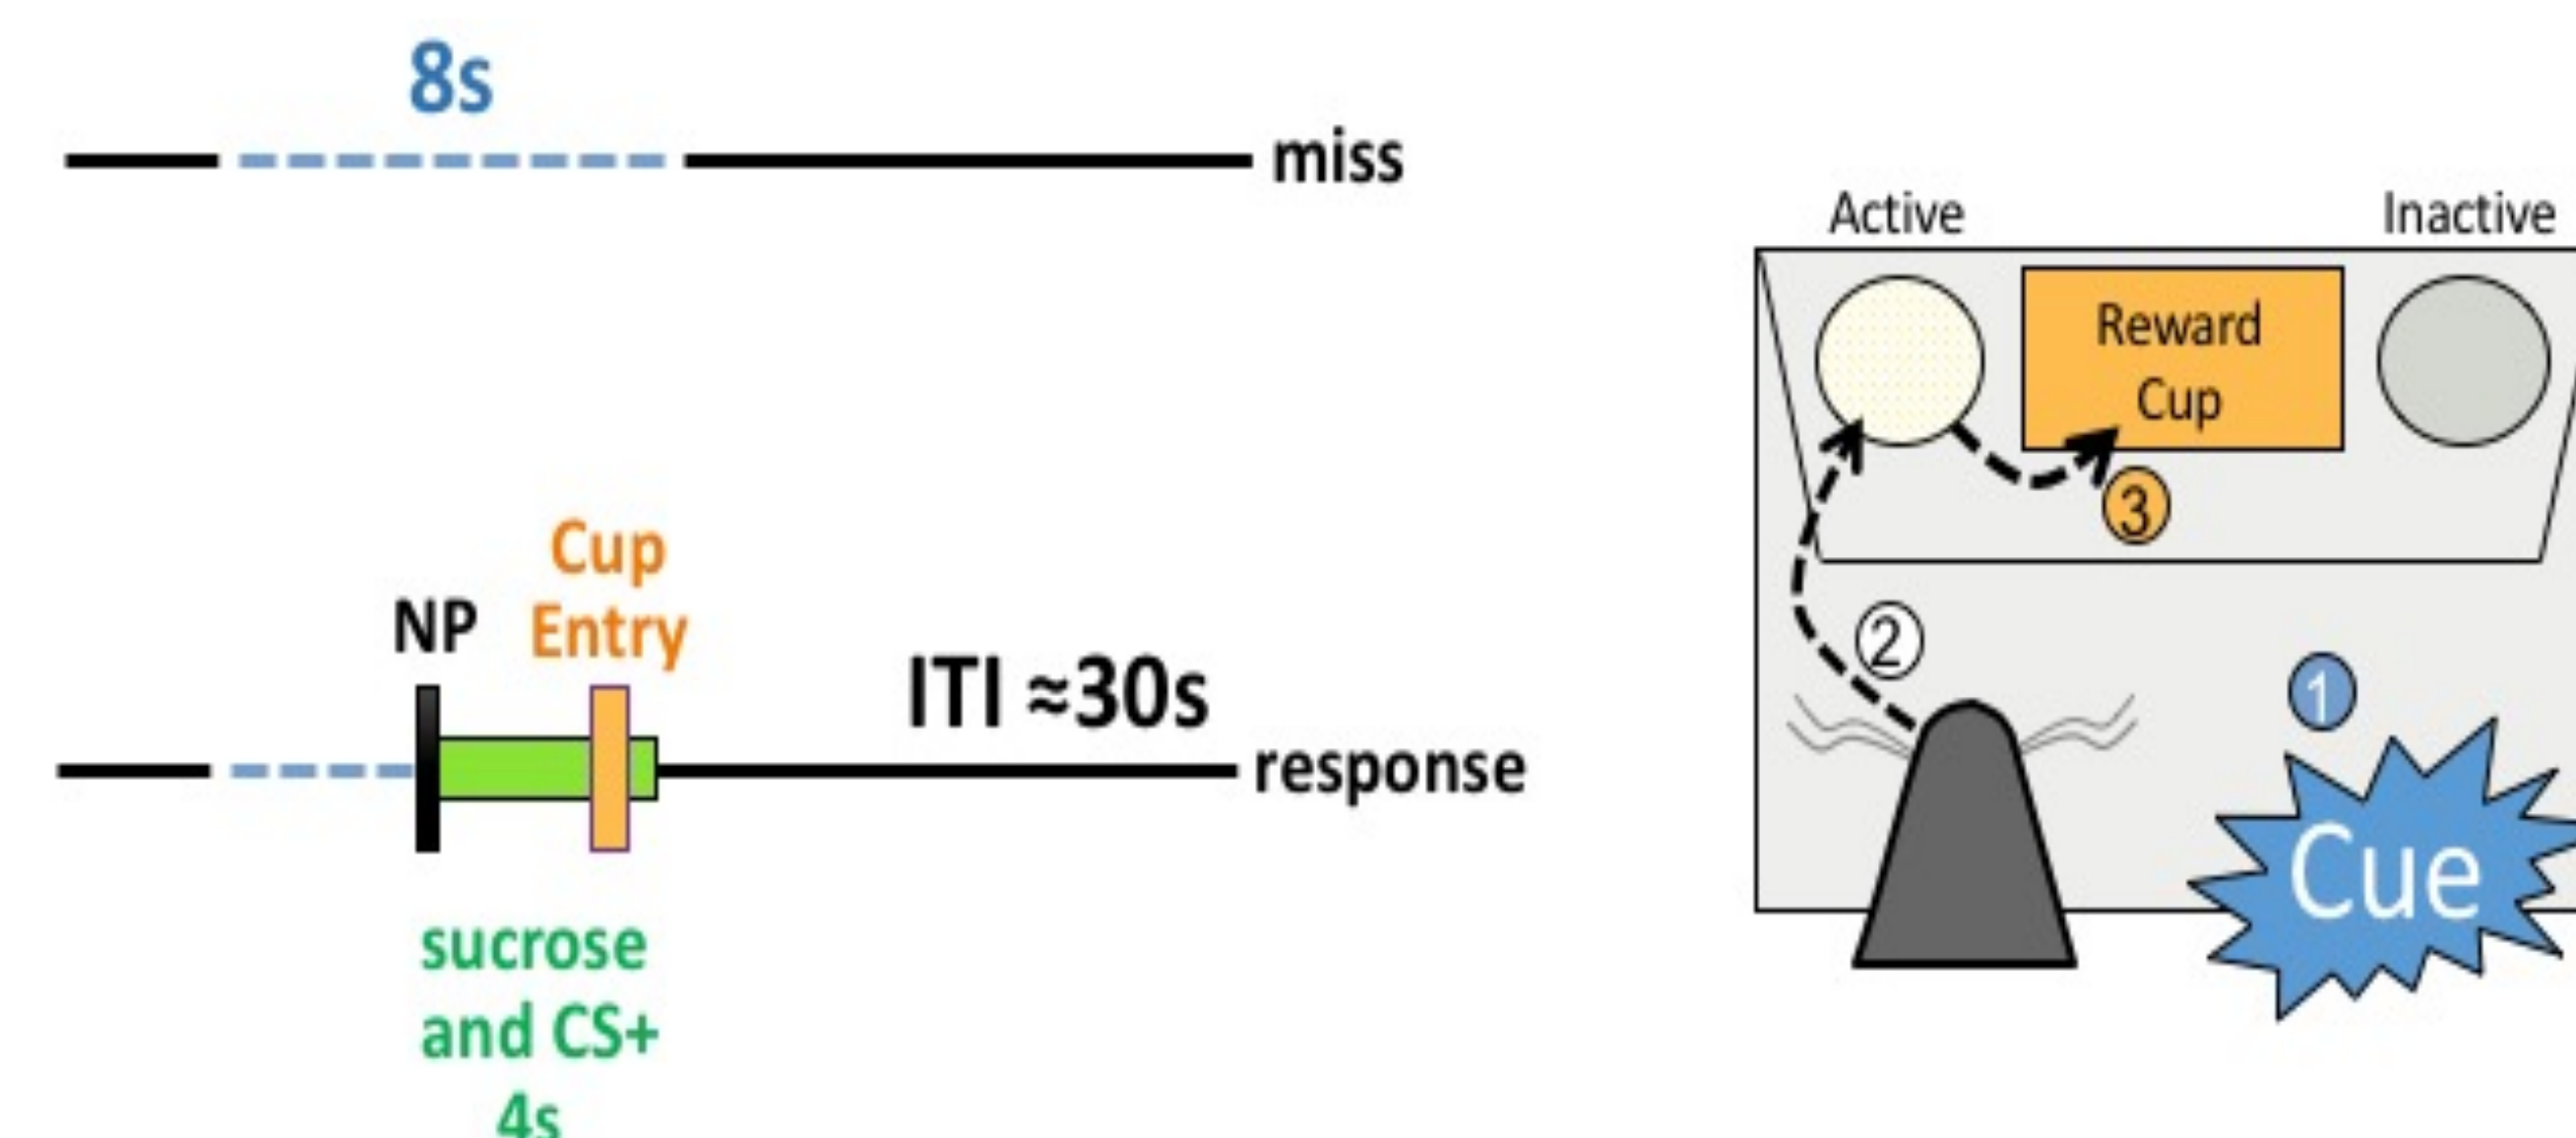 8s
miss
Cup
Entry
NP
ITI ≈30s
response
sucrose
and CS+
4s
Active
Inactive
Reward
Cup
3
2
1
Cue